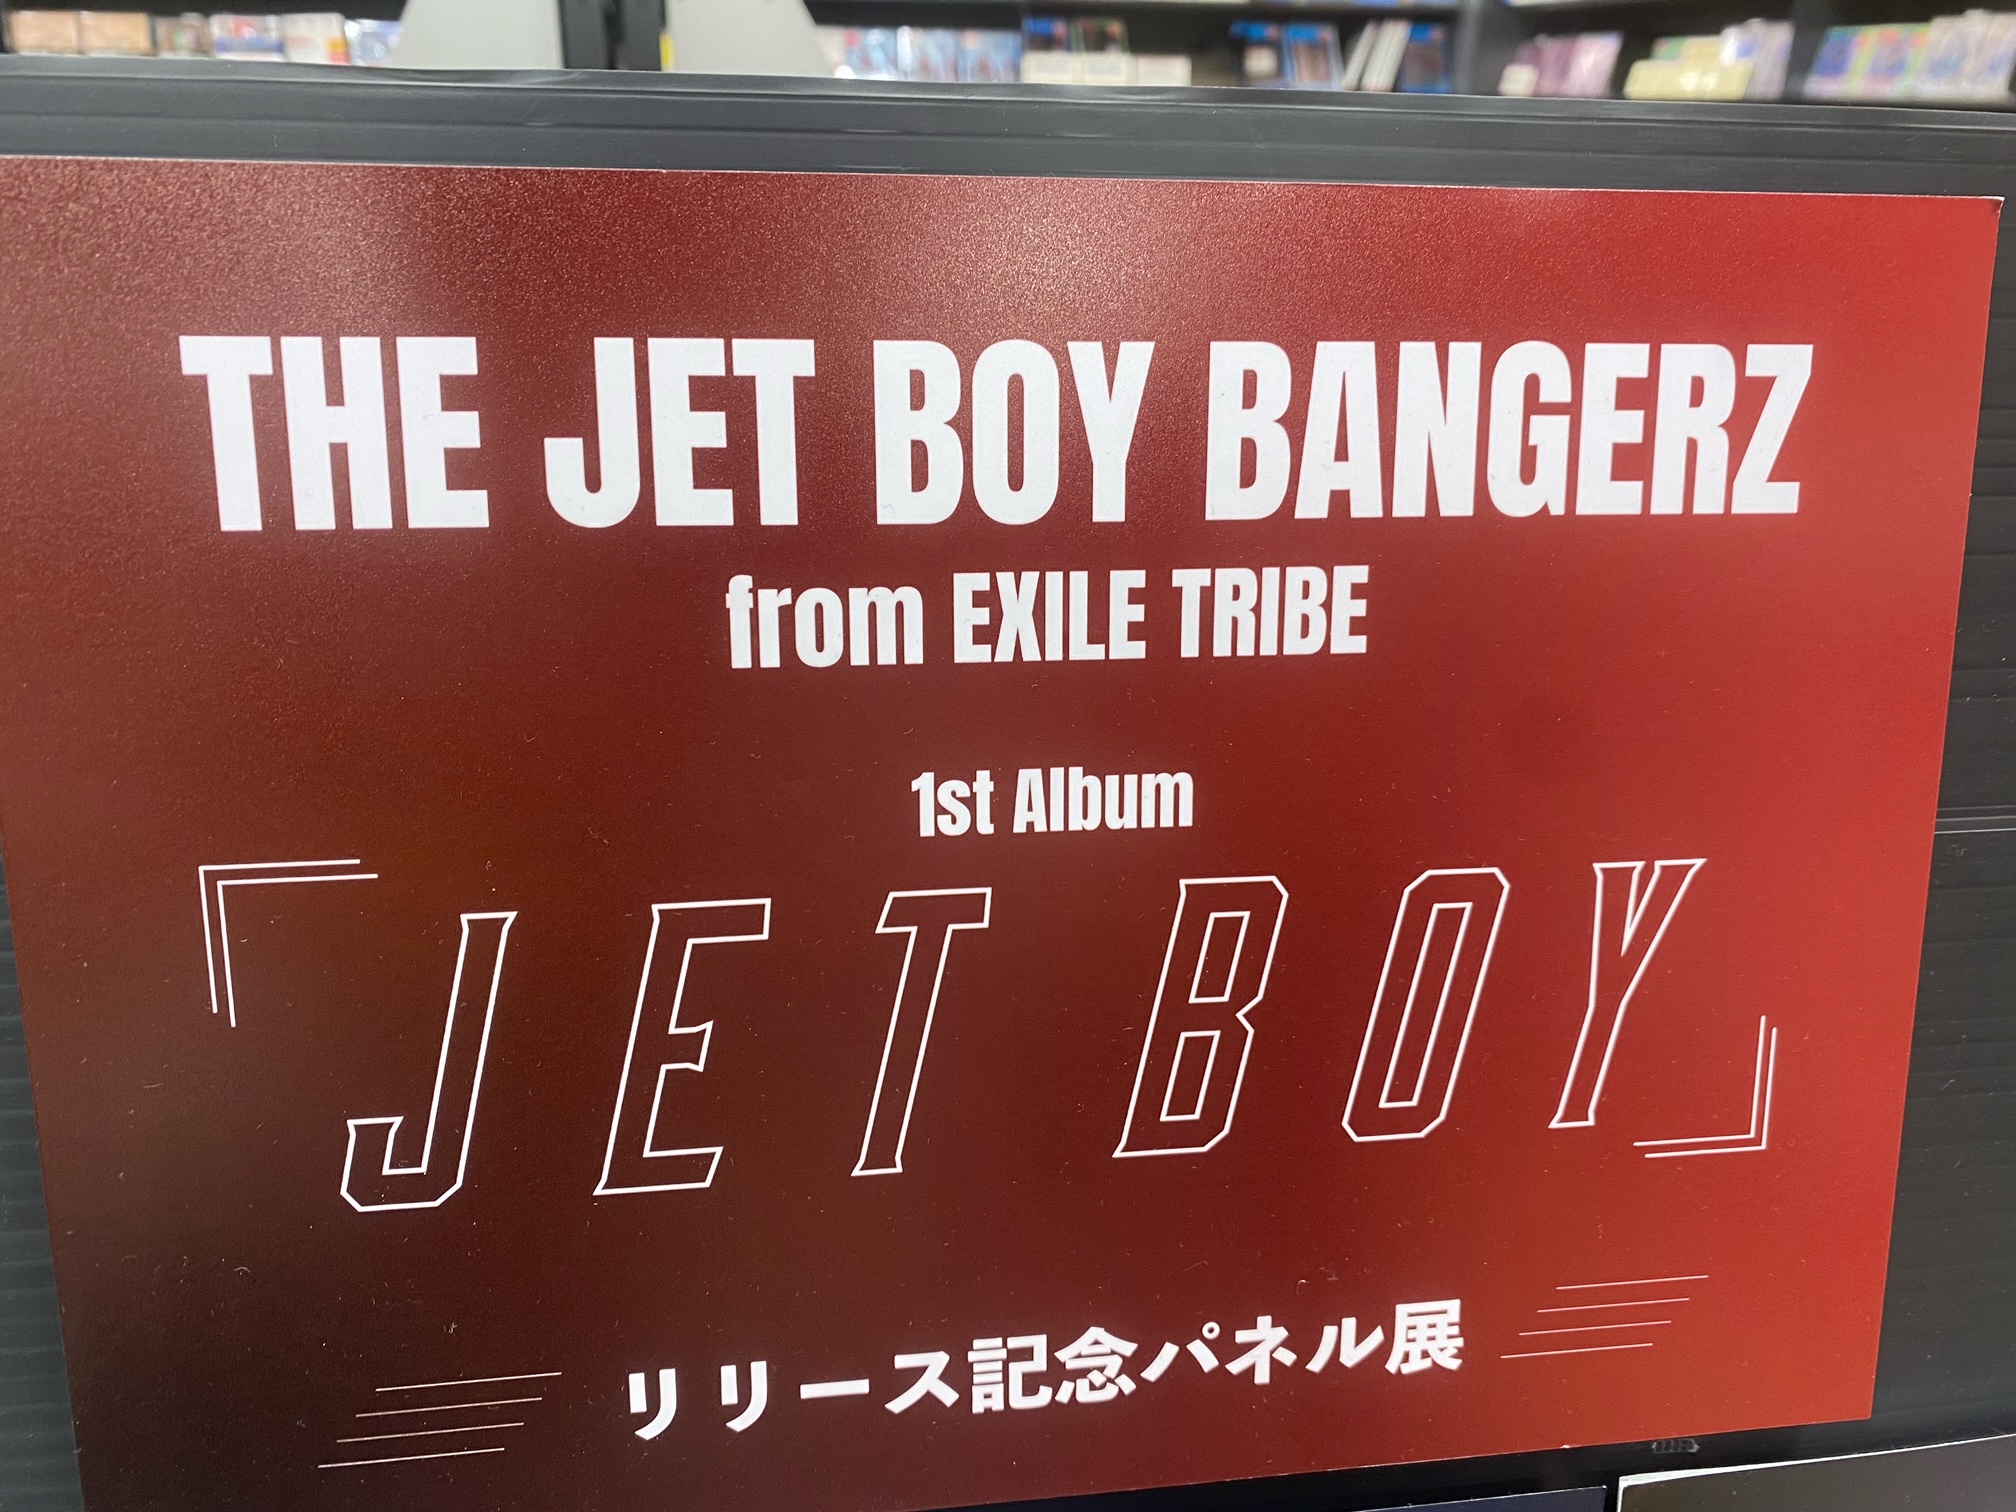 THE JET BOY BANGERZ
from EXILE TRIBE
1st Album
「JET BOY」
リリース記念パネル展